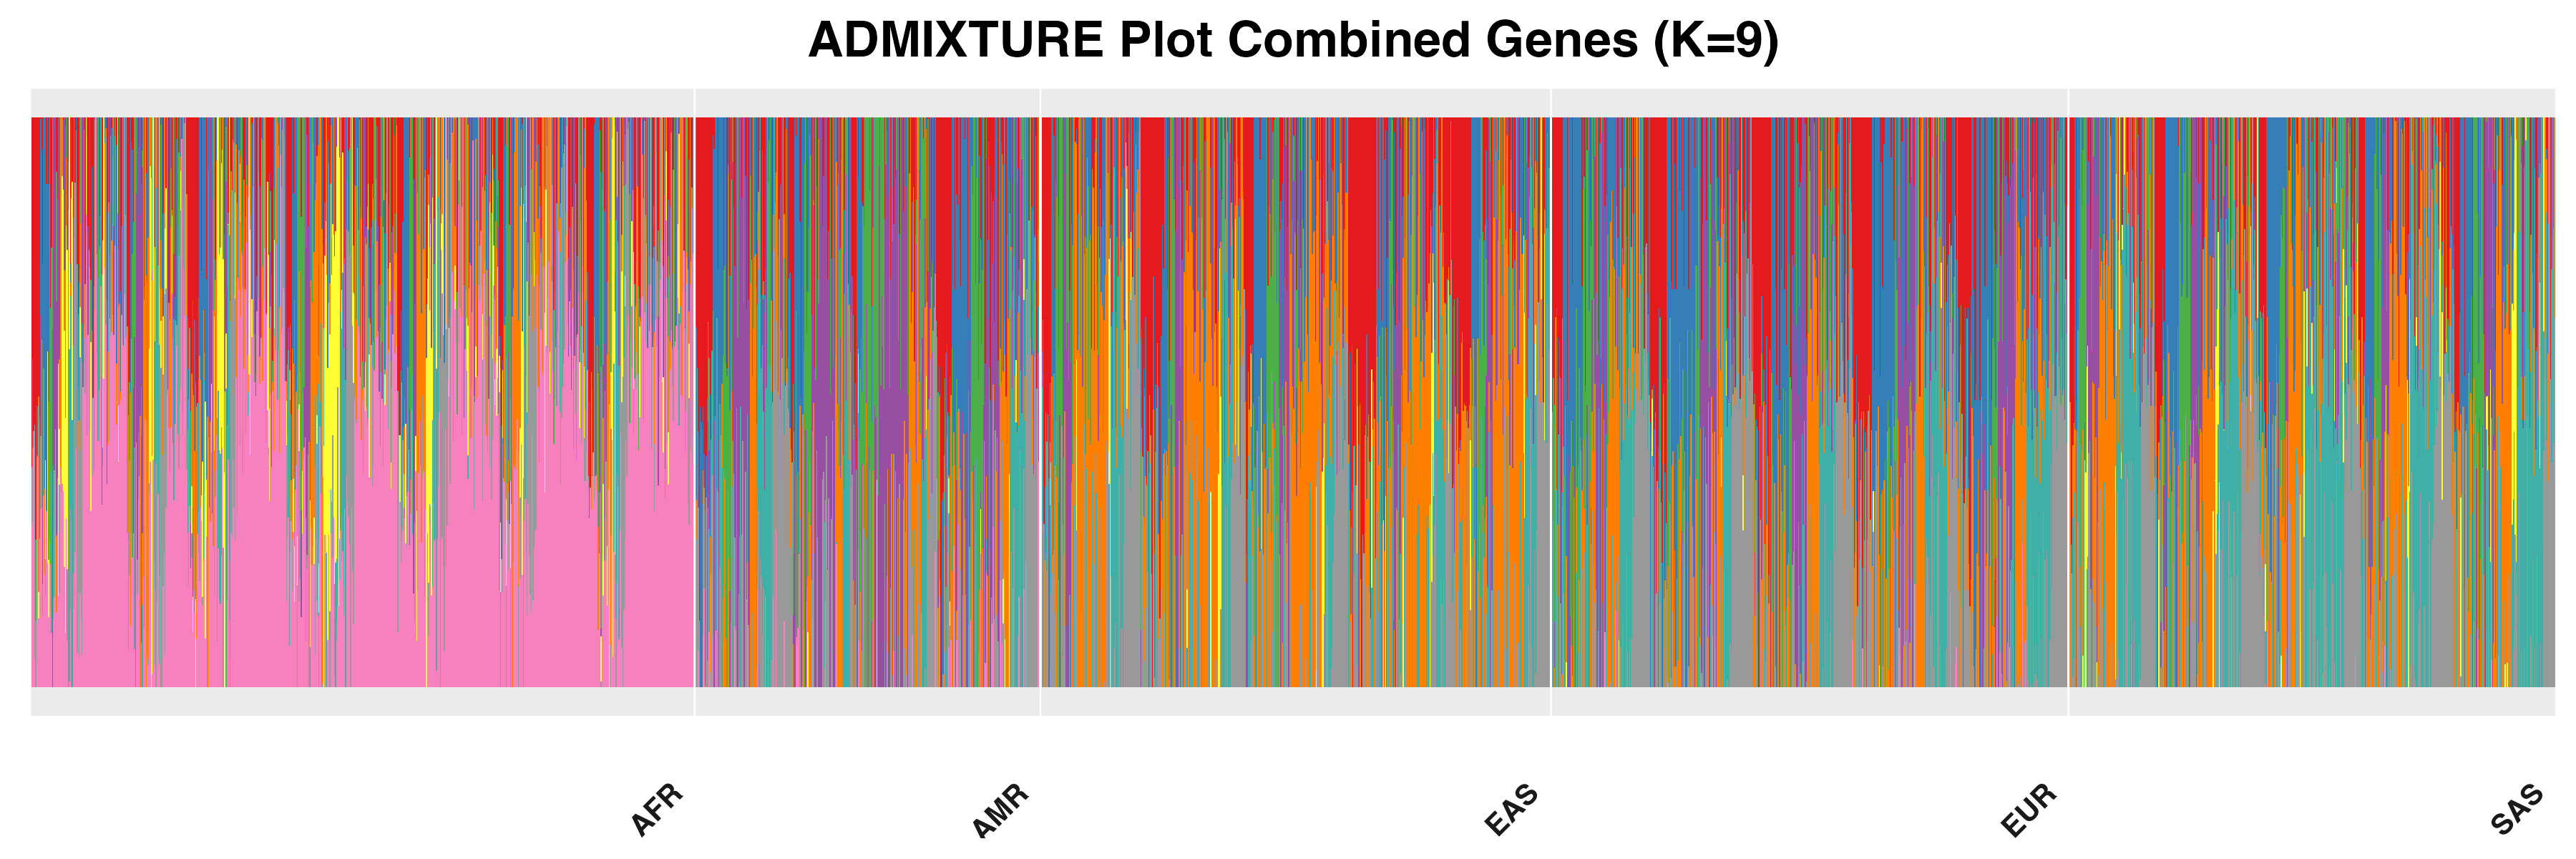 ADMIXTURE Plot Combined Genes (K=9)
AFR
AMR
EAS
EUR
SAS